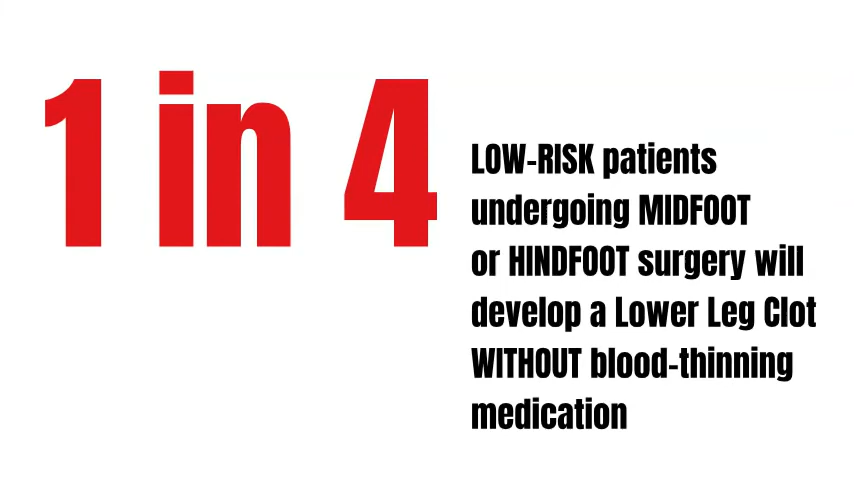 1 in 4
LOW-RISK patients
undergoing MIDFOOT
or HINDFOOT surgery will
develop a Lower Leg Clot
WITHOUT blood-thinning
medication